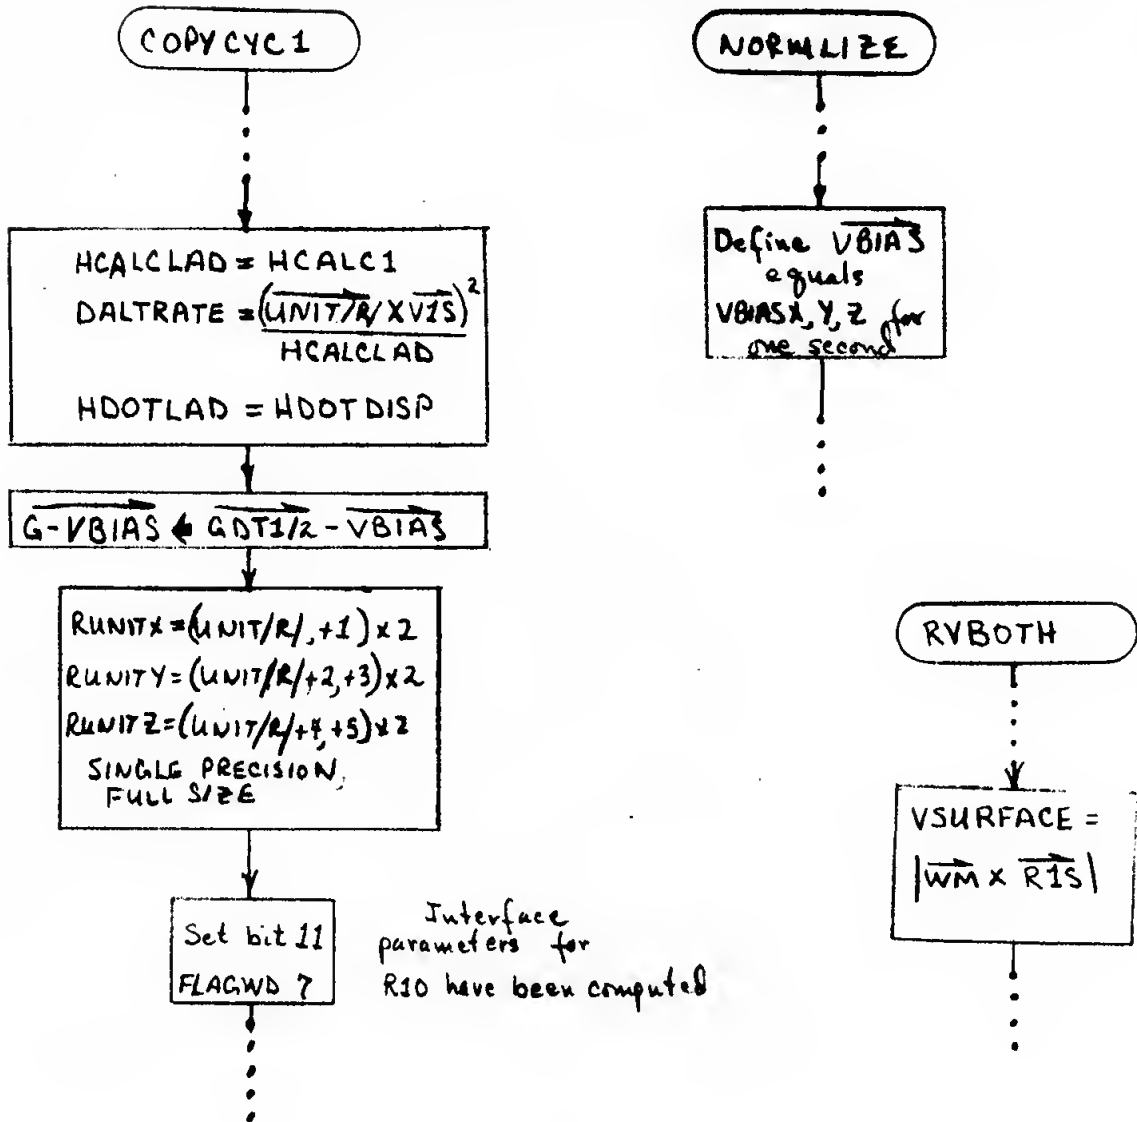 COPYCYC1
HCALCLAD = HCALC1
DALTRATE = (UNIT/R/ X V1S)²
HCALCLAD
HDOTLAD = HDOTDISP
G-VBIAS ← GDT1/2 - VBIAS
RUNITX = (UNIT/R/, +1) x 2
RUNITY = (UNIT/R/+2, +3) x 2
RUNITZ = (UNIT/R/+4, +5) x 2
SINGLE PRECISION,
FULL SIZE
Set bit 11
FLAGWD 7
Interface
parameters for
R10 have been computed
NORMLIZE
Define VBIAS
equals
VBIASX, Y, Z for
one second
RVBOTH
VSURFACE =
|WM x R1S|